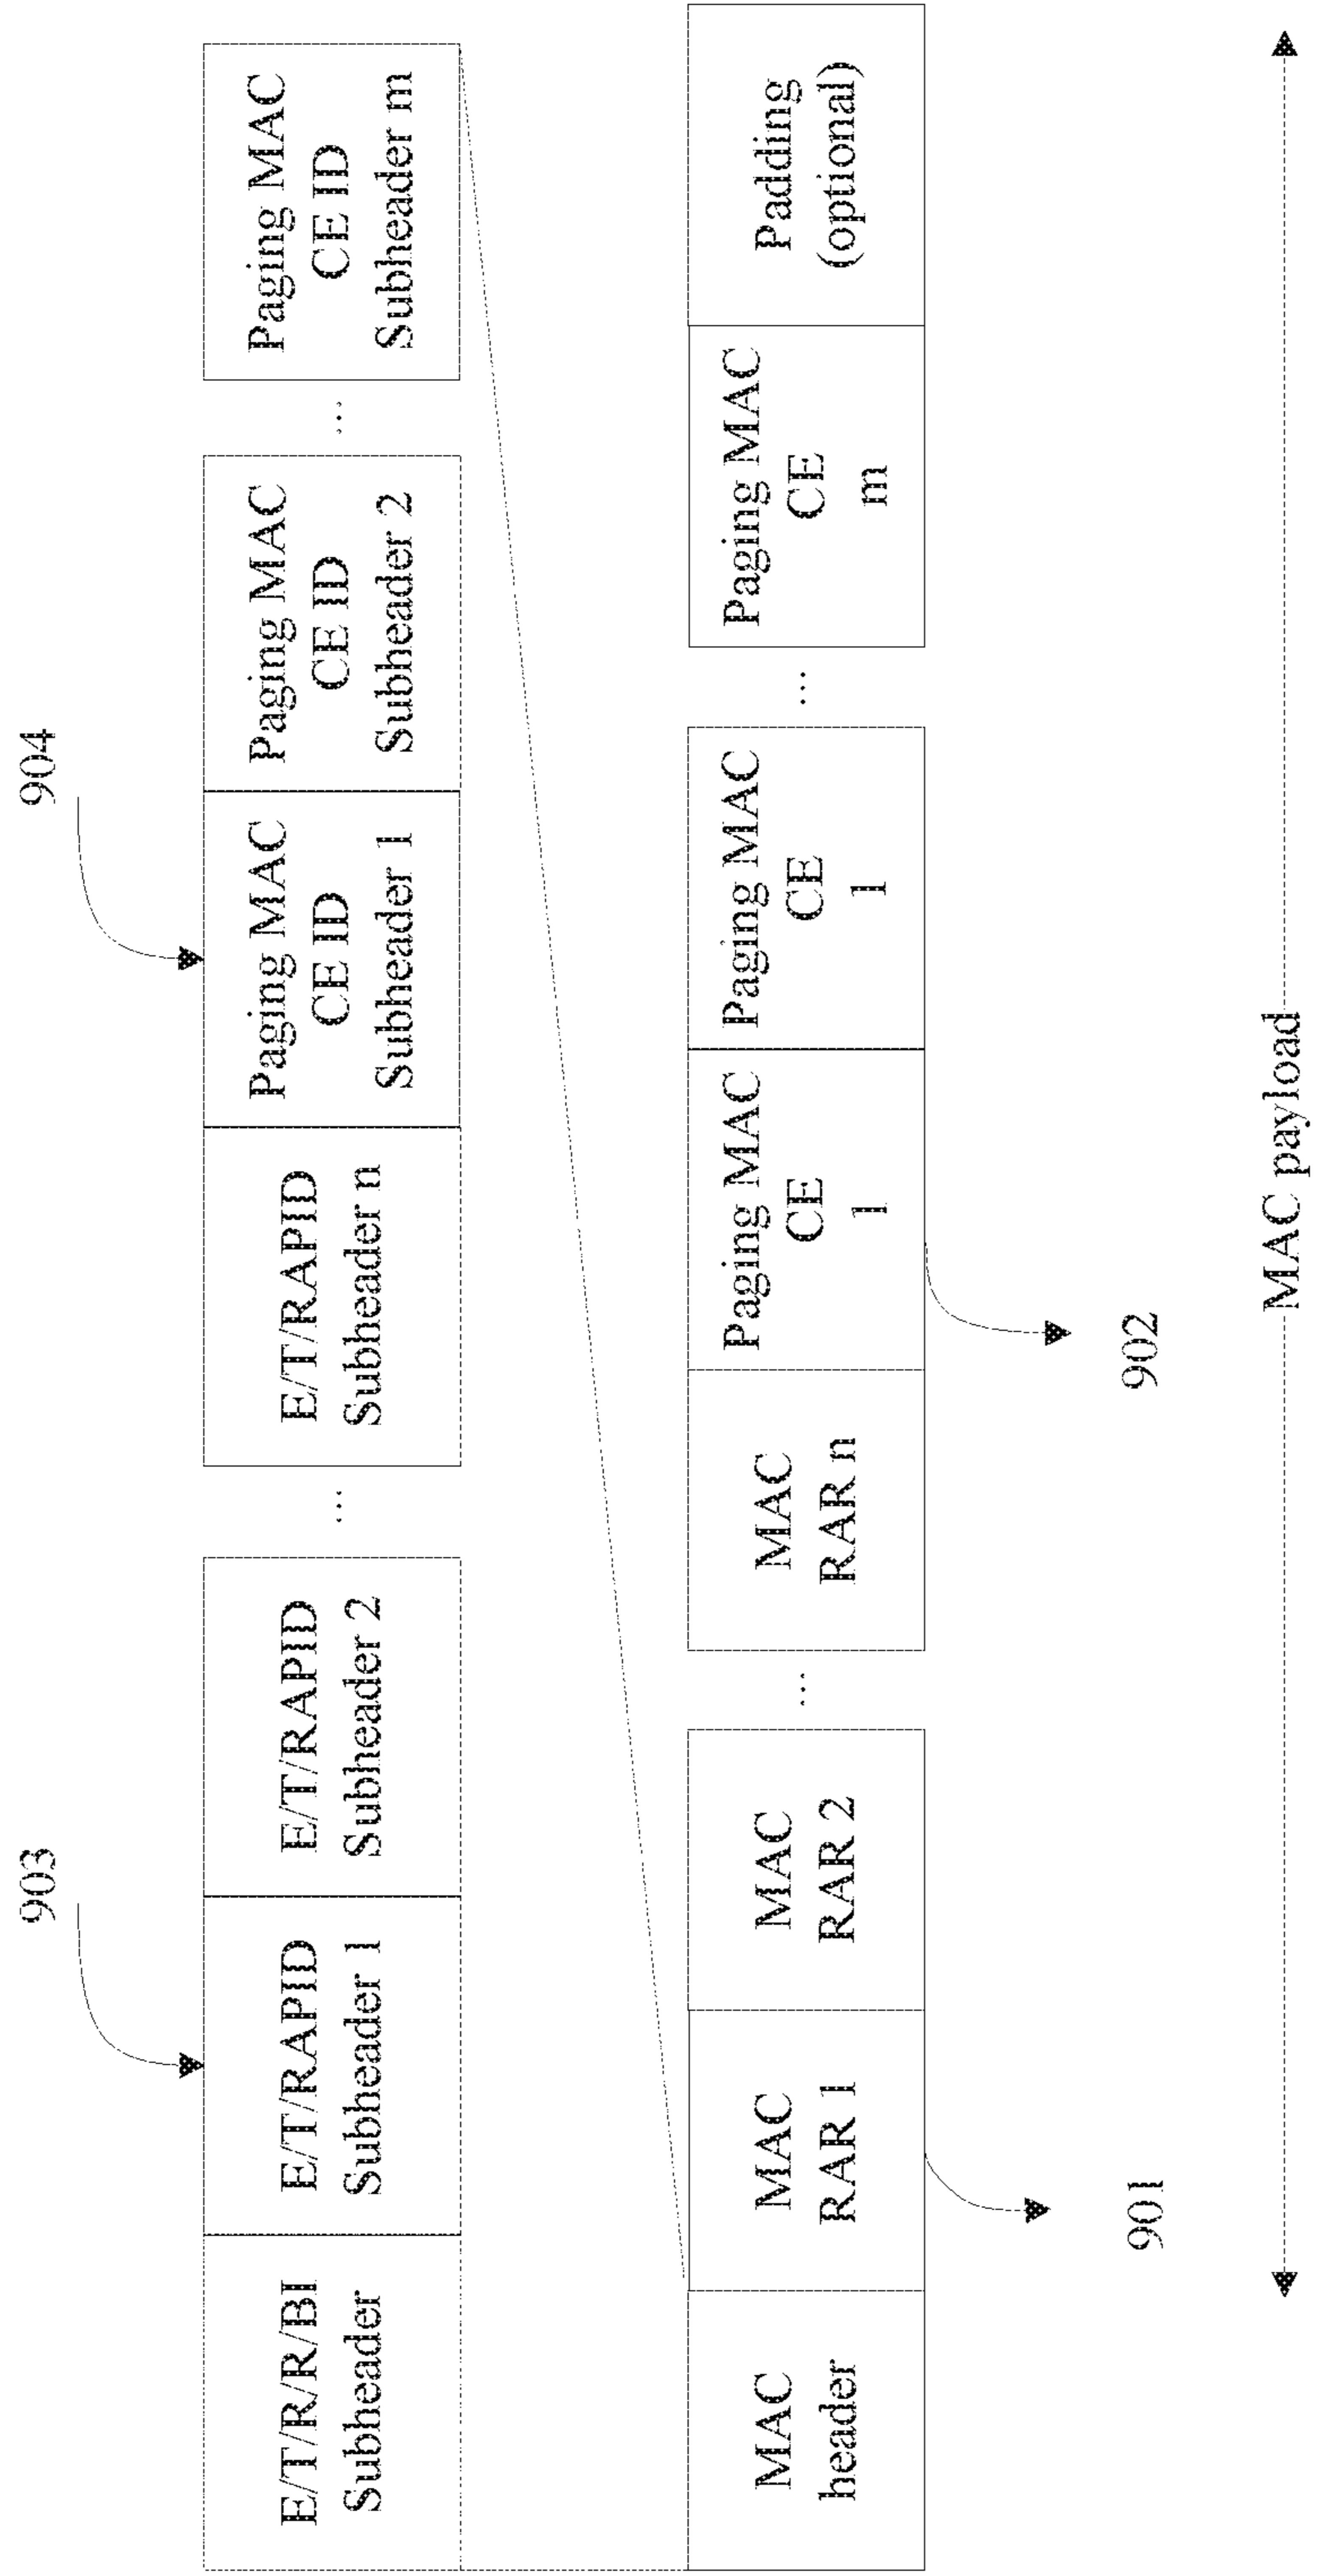 903
904
E/T/R/R/BI
Subheader
E/T/RAPID
Subheader 1
E/T/RAPID
Subheader 2
...
E/T/RAPID
Subheader n
Paging MAC
CE ID
Subheader 1
Paging MAC
CE ID
Subheader 2
...
Paging MAC
CE ID
Subheader m
MAC
header
MAC
RAR 1
MAC
RAR 2
...
MAC
RAR n
Paging MAC
CE
1
Paging MAC
CE
1
...
Paging MAC
CE
m
Padding
(optional)
901
902
MAC payload